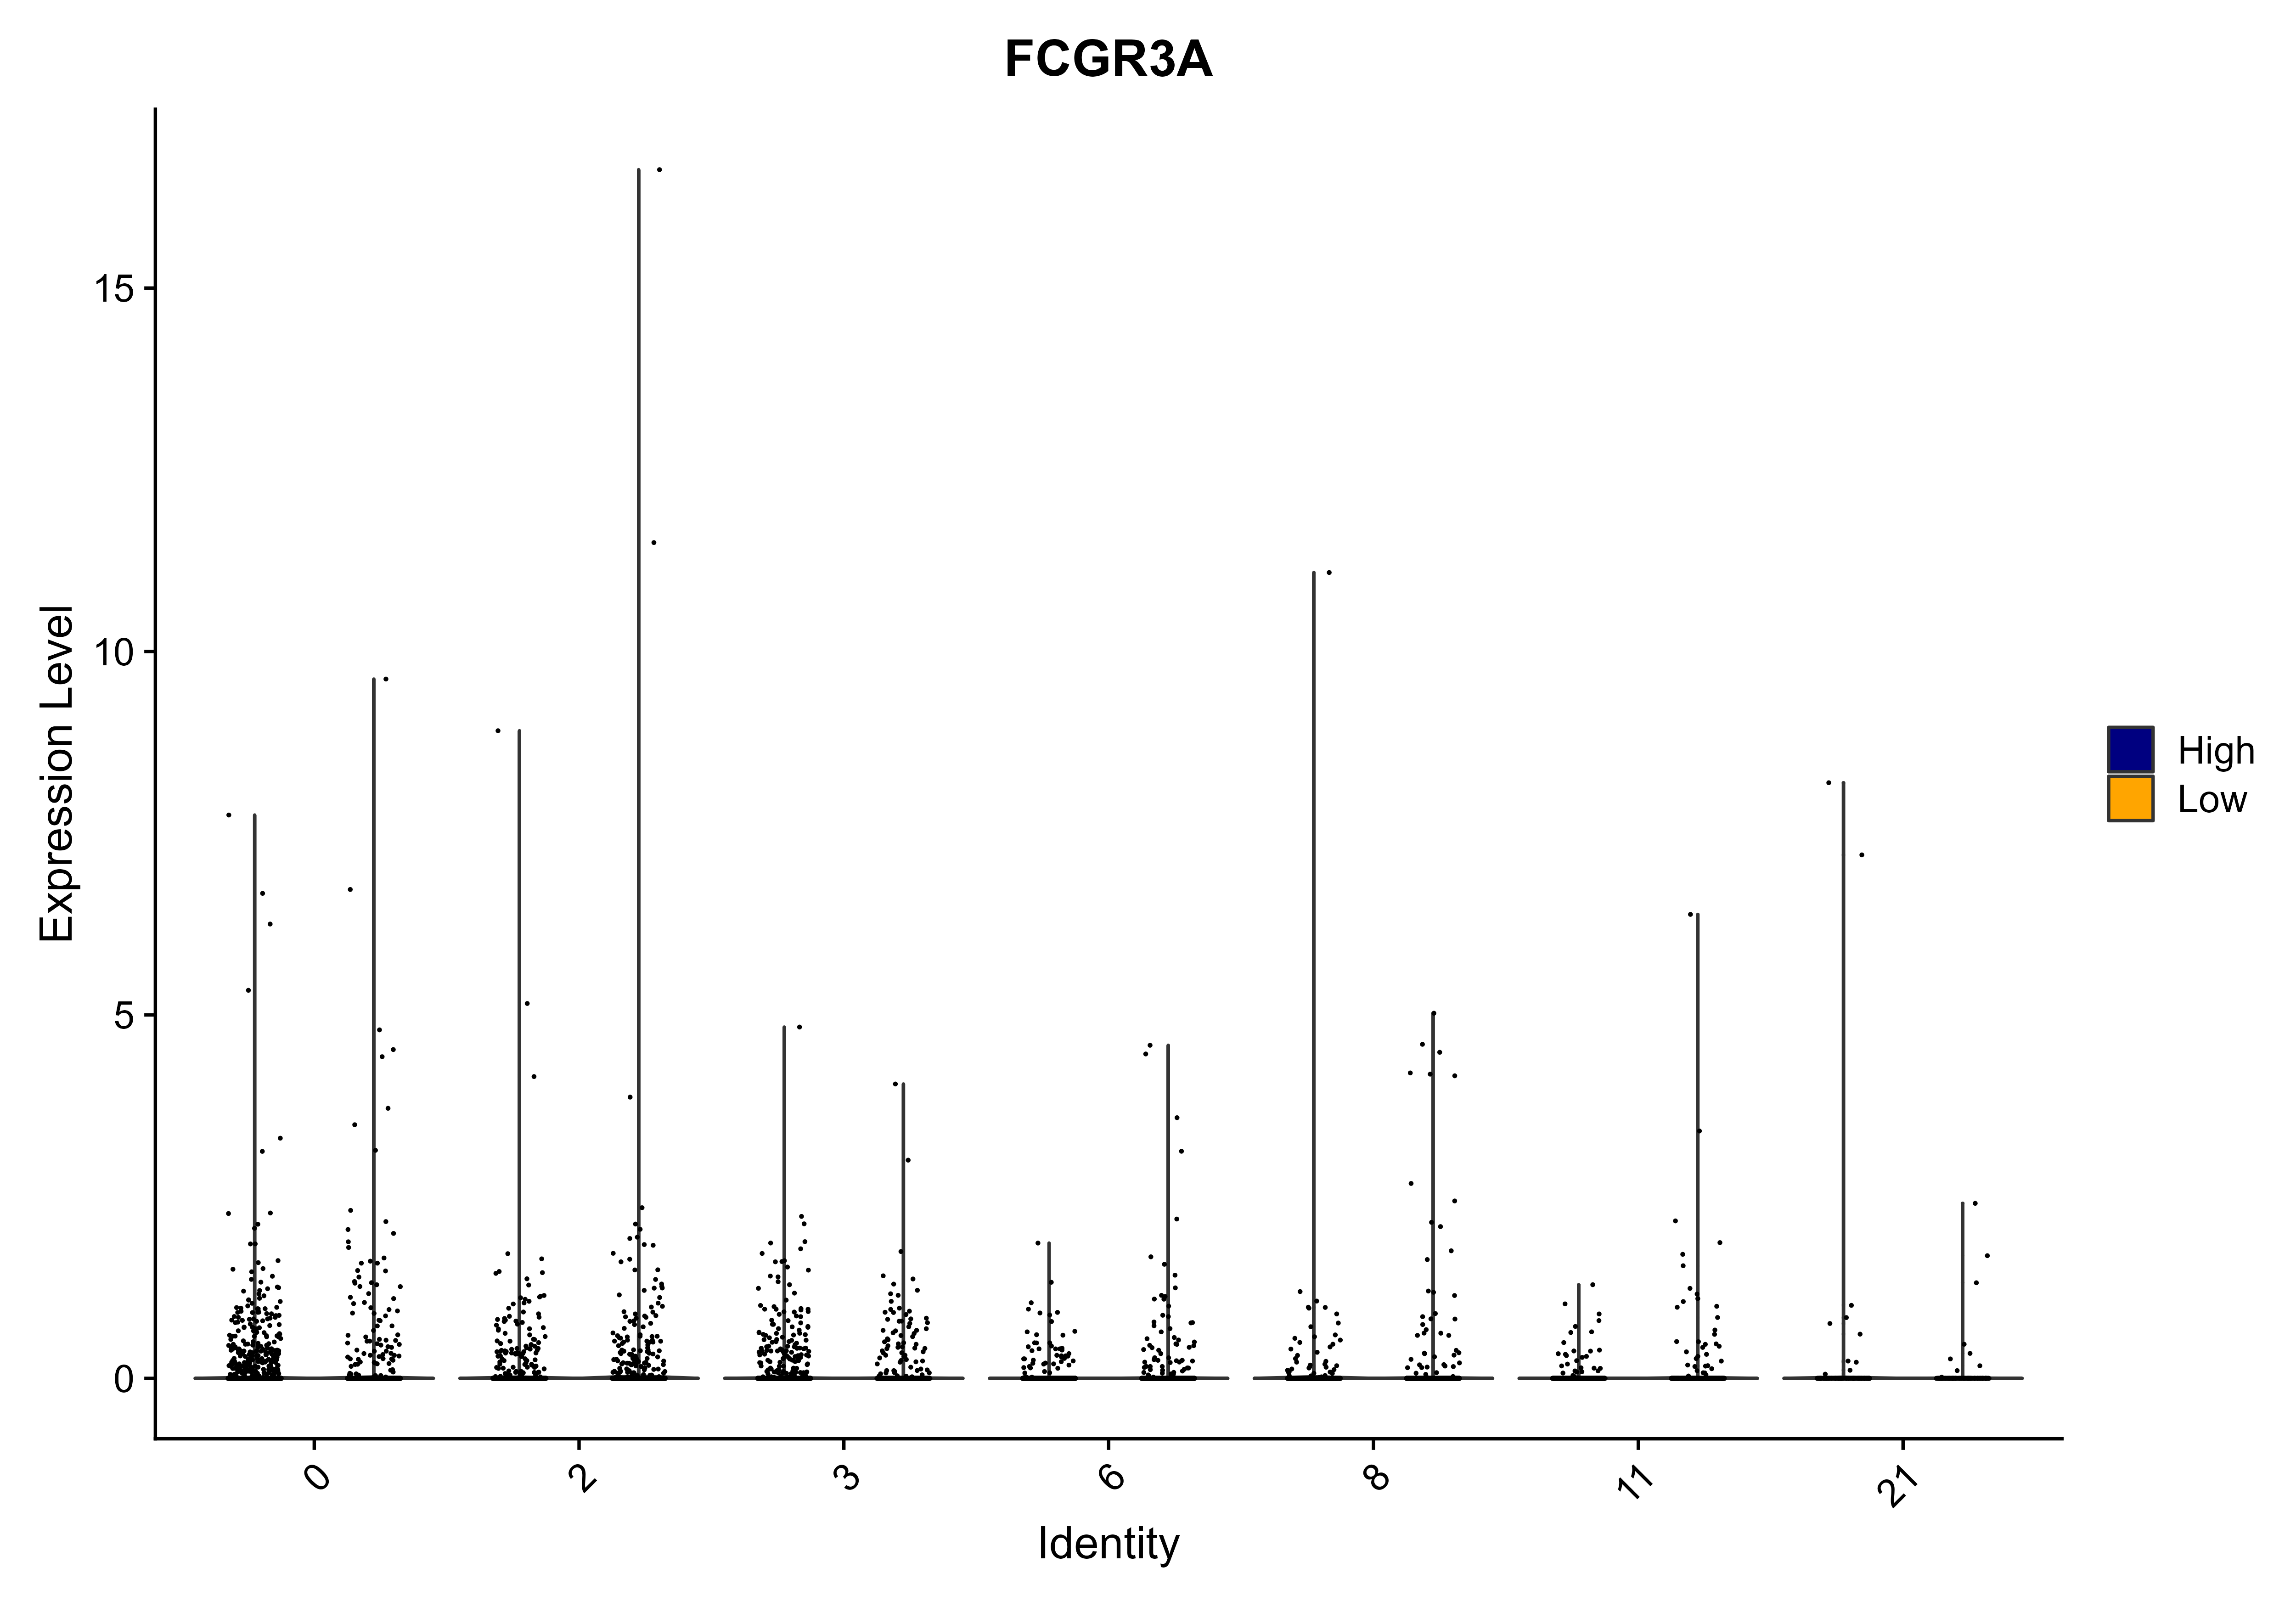 FCGR3A
Expression Level
15
10
5
0
0 2 3 6 8 11 21
Identity
High
Low